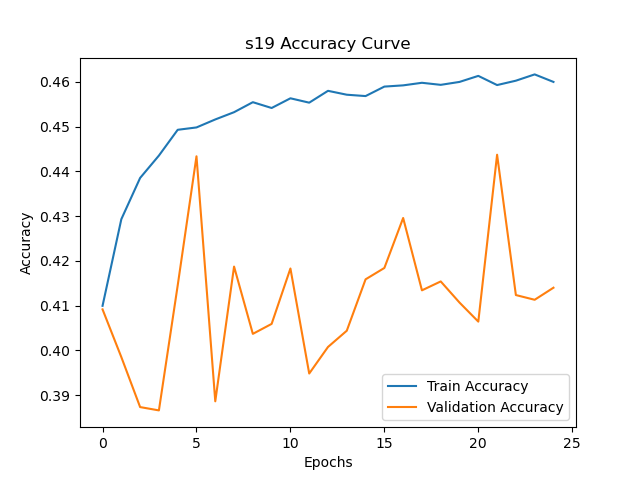 s19 Accuracy Curve
0.46
0.45
0.44
0.43
0.42
0.41
0.40
0.39
Accuracy
Train Accuracy
Validation Accuracy
0 5 10 15 20 25
Epochs